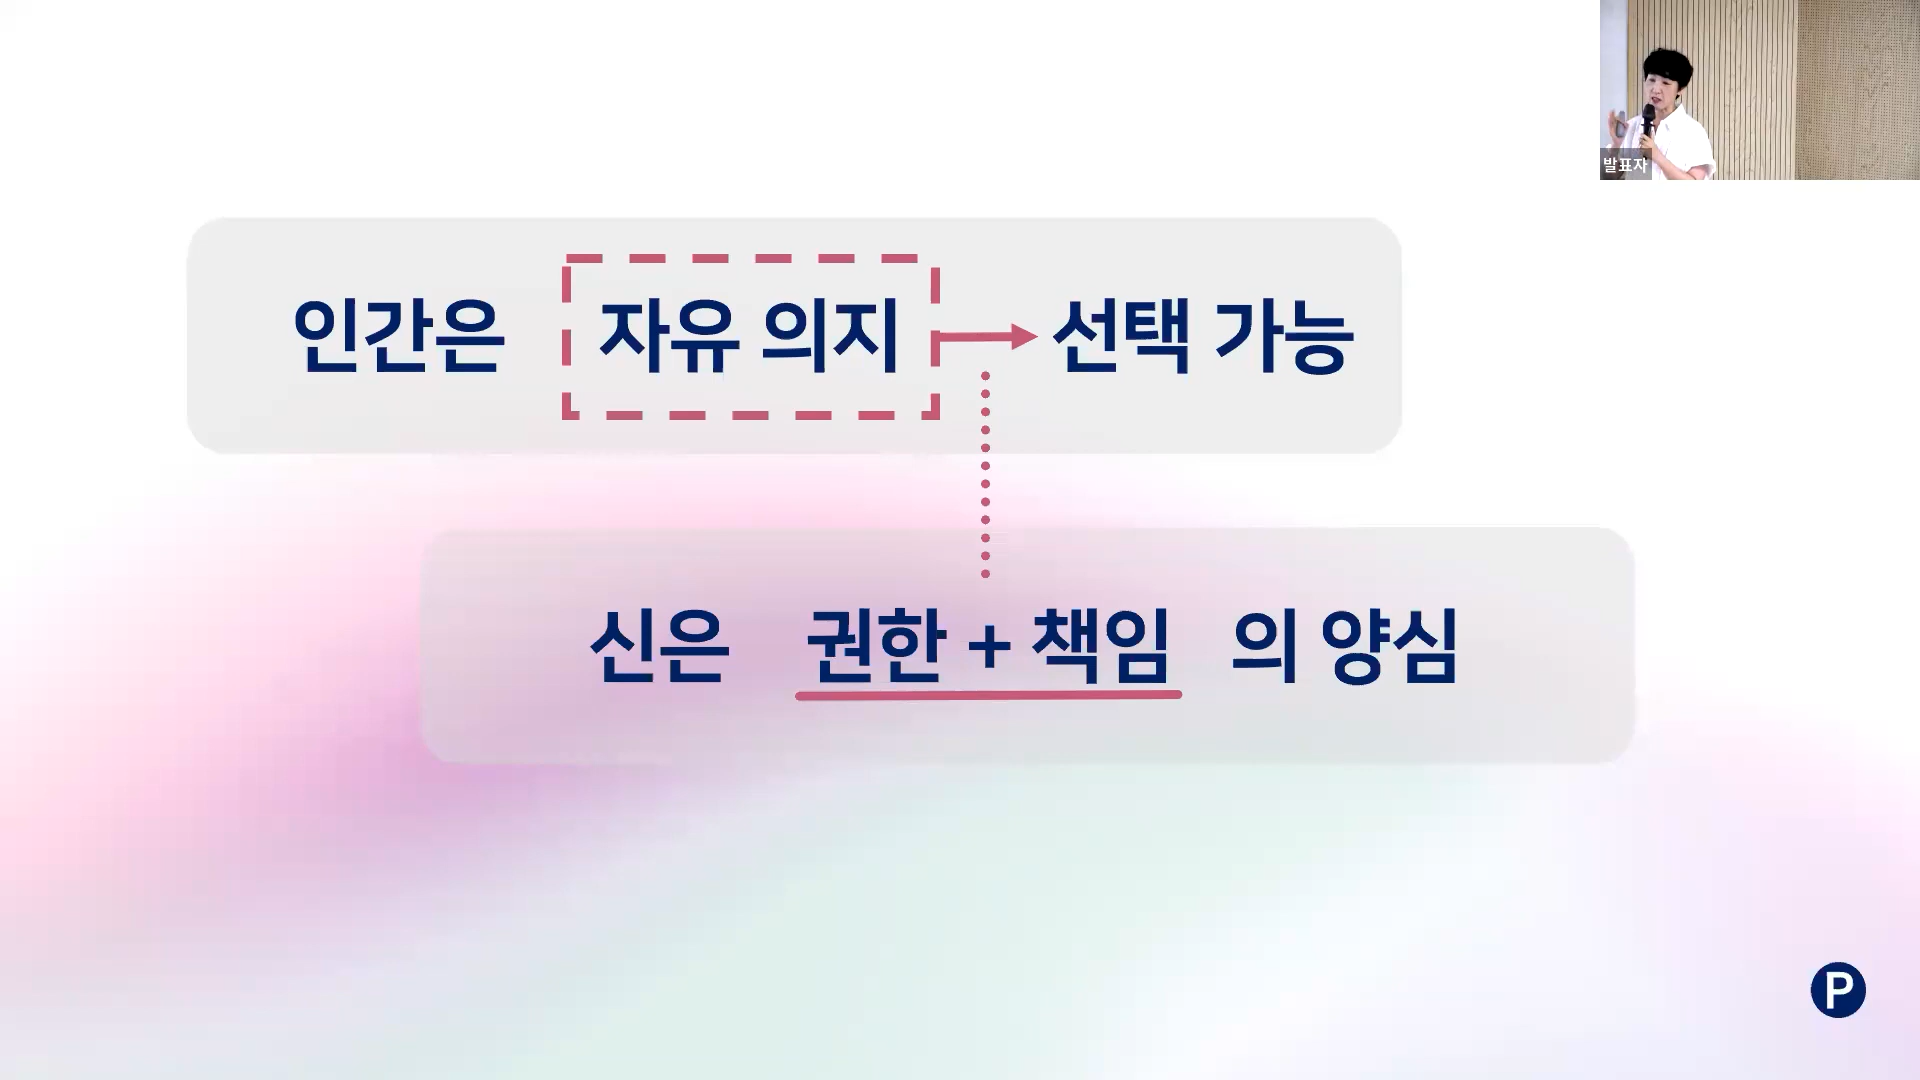 발표자
인간은 자유 의지 선택 가능
신은 권한 + 책임 의 양심
P